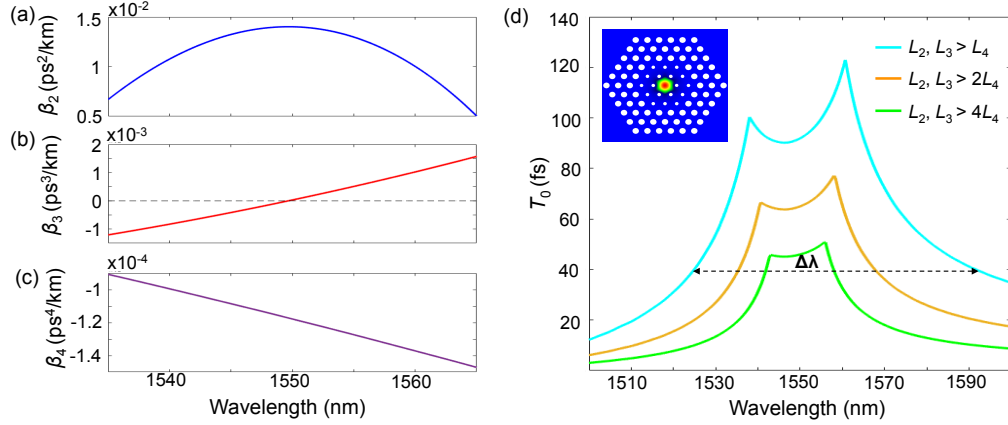 (a)
x10⁻²
1.5
1
0.5
β₂ (ps²/km)
(b)
x10⁻³
2
1
0
-1
β₃ (ps³/km)
(c)
x10⁻⁴
-1
-1.2
-1.4
β₄ (ps⁴/km)
1540 1550 1560
Wavelength (nm)
(d)
140
120
100
80
60
40
20
T₀ (fs)
L₂, L₃ > L₄
L₂, L₃ > 2L₄
L₂, L₃ > 4L₄
Δλ
1510 1530 1550 1570 1590
Wavelength (nm)